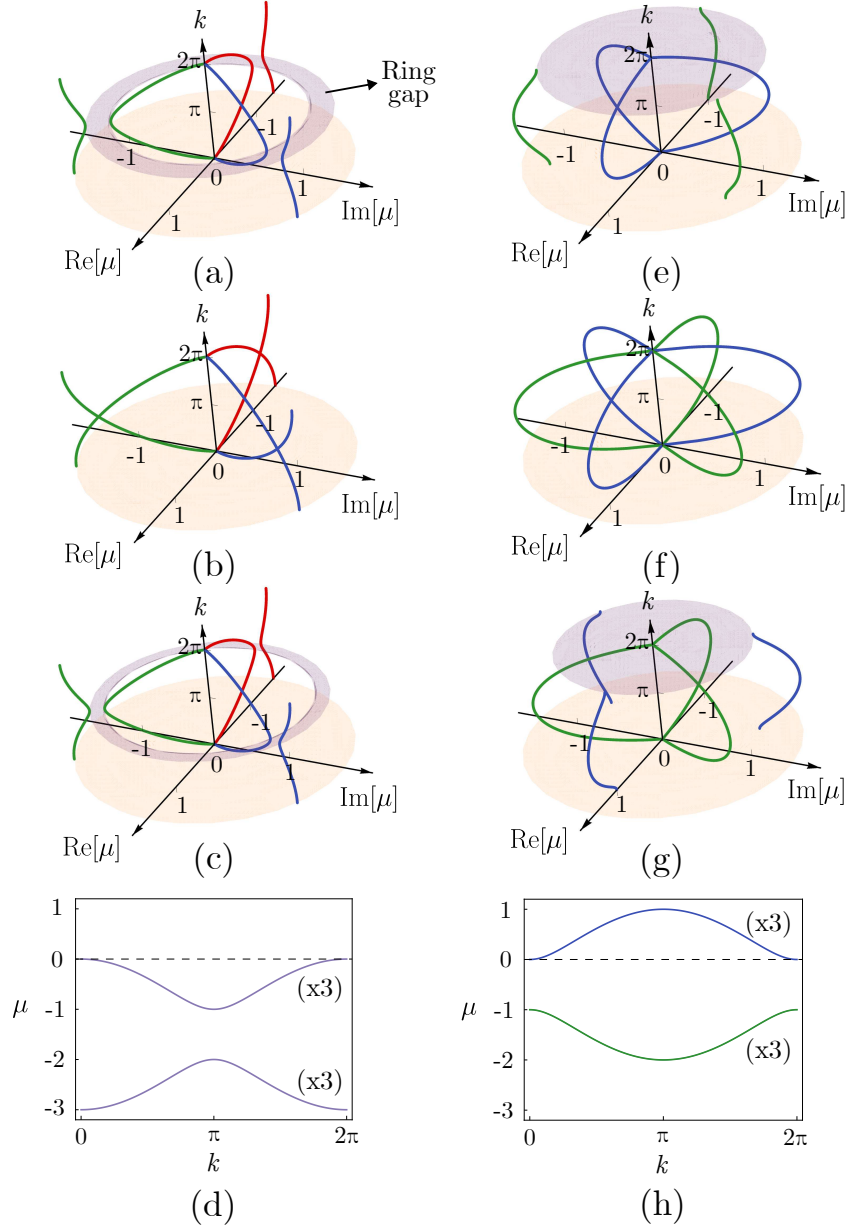 k
2π
Ring
gap
π
-1
-1
0
1
1
Im[μ]
Re[μ]
(a)
k
2π
π
-1
-1
0
1
1
Im[μ]
Re[μ]
(b)
k
2π
π
-1
-1
0
1
1
Im[μ]
Re[μ]
(c)
1
0
(x3)
μ
-1
-2
(x3)
-3
0
π
2π
k
(d)
k
2π
π
-1
-1
0
1
1
Im[μ]
Re[μ]
(e)
k
2π
π
-1
-1
0
1
1
Im[μ]
Re[μ]
(f)
k
2π
π
-1
-1
0
1
1
Im[μ]
Re[μ]
(g)
1
(x3)
0
μ
-1
(x3)
-2
-3
0
π
2π
k
(h)